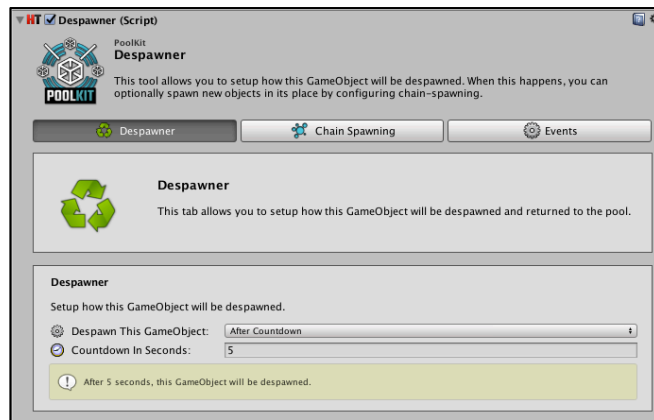 HT Despawner (Script)
PoolKit
Despawner
This tool allows you to setup how this GameObject will be despawned. When this happens, you can
optionally spawn new objects in its place by configuring chain-spawning.
POOLKIT
Despawner Chain Spawning Events
Despawner
This tab allows you to setup how this GameObject will be despawned and returned to the pool.
Despawner
Setup how this GameObject will be despawned.
Despawn This GameObject: After Countdown
Countdown In Seconds: 5
After 5 seconds, this GameObject will be despawned.